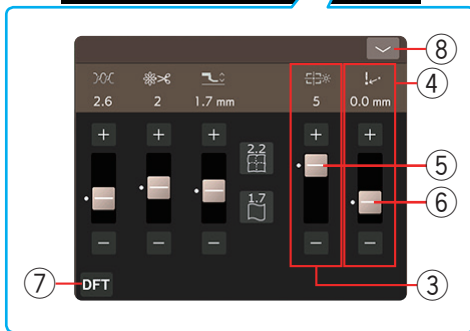 ⑧
④
2.6 2 1.7 mm 5 0.0 mm
+ + + + +
2.2
1.7
⑤
⑥
− − − − −
③
⑦
DFT